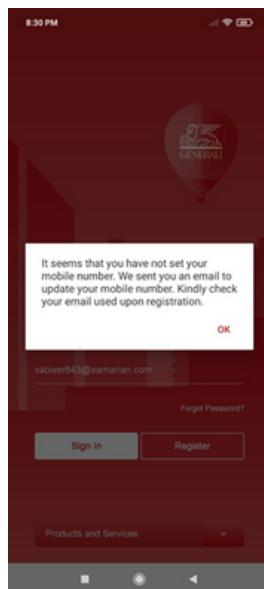 8:30 PM
GENERALI
It seems that you have not set your
mobile number. We sent you an email to
update your mobile number. Kindly check
your email used upon registration.
OK
xabixer643@eamarian.com
Forgot Password?
Sign In
Register
Products and Services